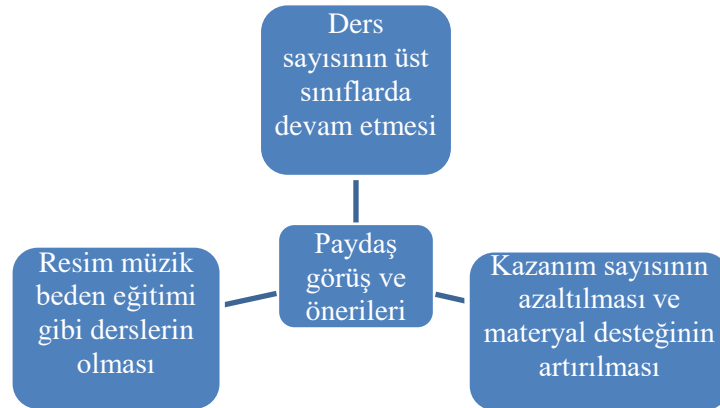 Ders
sayısının üst
sınıflarda
devam etmesi
Paydaş
görüş ve
önerileri
Resim müzik
beden eğitimi
gibi derslerin
olması
Kazanım sayısının
azaltılması ve
materyal desteğinin
artırılması